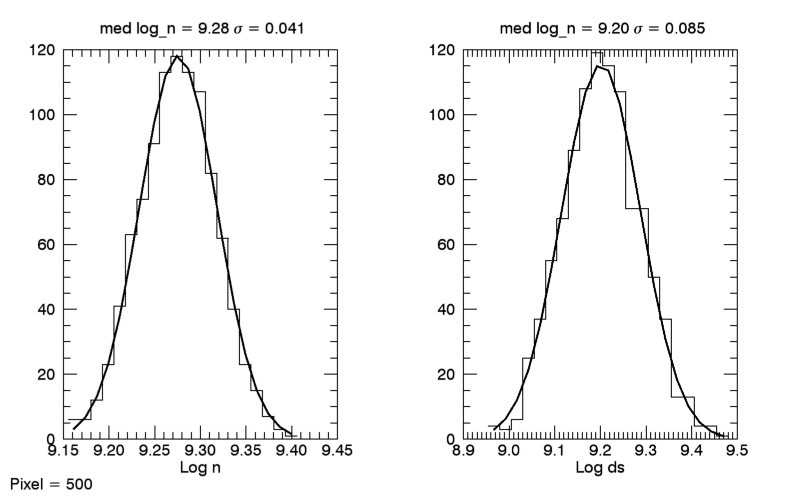 med log_n = 9.28 σ = 0.041
120
100
80
60
40
20
0
9.15 9.20 9.25 9.30 9.35 9.40 9.45
Log n
med log_n = 9.20 σ = 0.085
120
100
80
60
40
20
0
8.9 9.0 9.1 9.2 9.3 9.4 9.5
Log ds
Pixel = 500